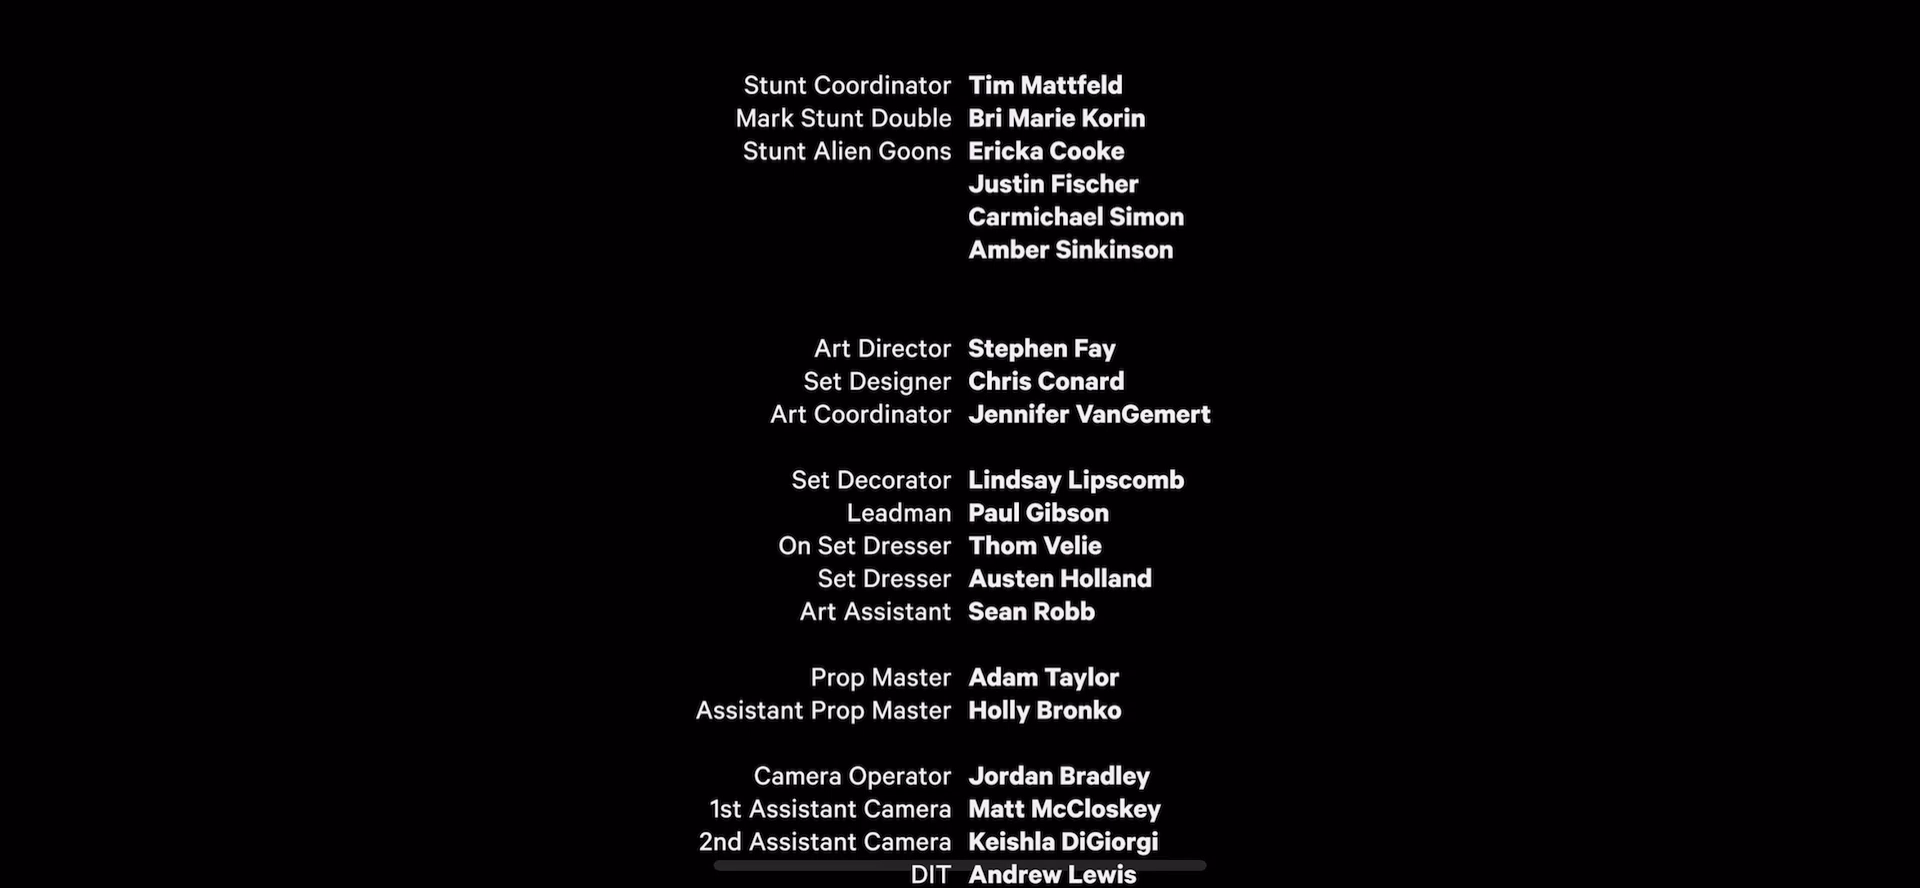 Stunt Coordinator Tim Mattfeld
Mark Stunt Double Bri Marie Korin
Stunt Alien Goons Ericka Cooke
Justin Fischer
Carmichael Simon
Amber Sinkinson
Art Director Stephen Fay
Set Designer Chris Conard
Art Coordinator Jennifer VanGemert
Set Decorator Lindsay Lipscomb
Leadman Paul Gibson
On Set Dresser Thom Velie
Set Dresser Austen Holland
Art Assistant Sean Robb
Prop Master Adam Taylor
Assistant Prop Master Holly Bronko
Camera Operator Jordan Bradley
1st Assistant Camera Matt McCloskey
2nd Assistant Camera Keishla DiGiorgi
DIT Andrew Lewis